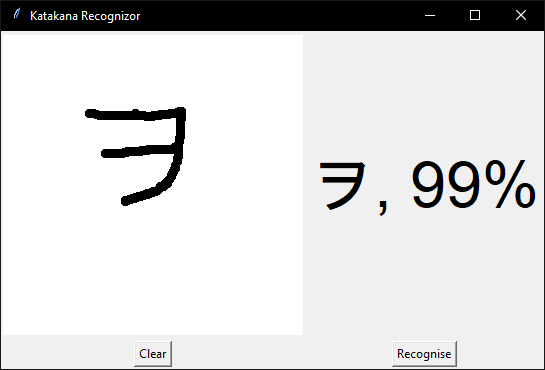 Katakana Recognizor
ヲ
ヲ, 99%
Clear
Recognise